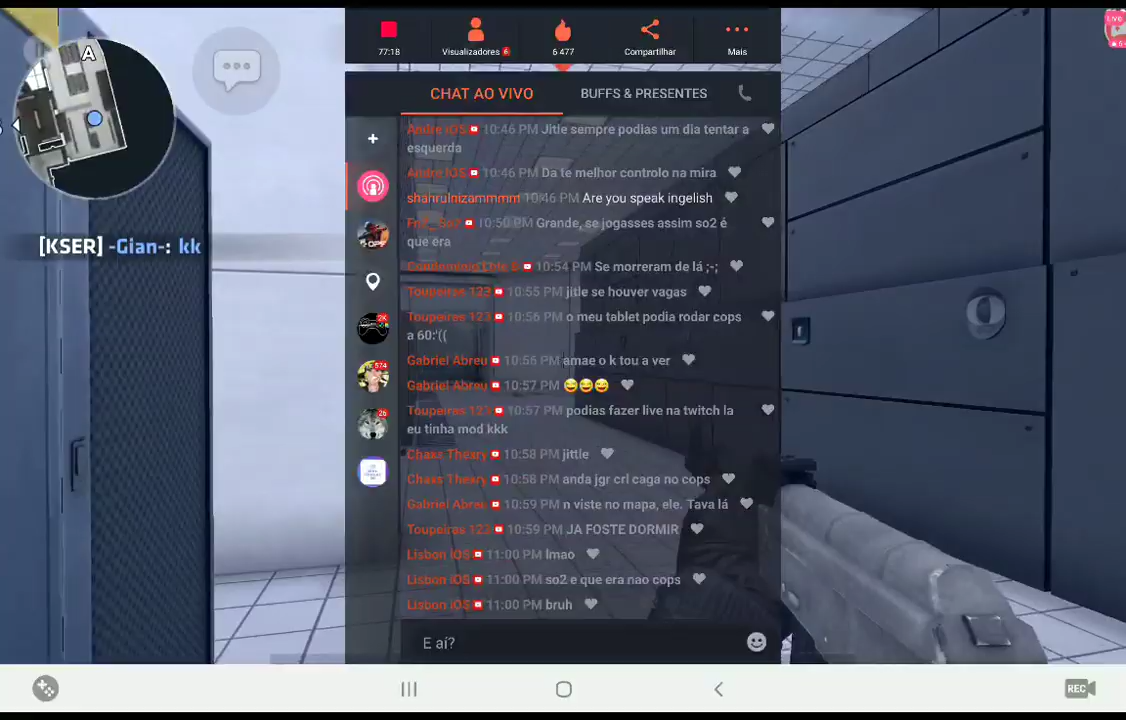 77:18
Visualizadores 6
6 477
Compartilhar
Mais
CHAT AO VIVO
BUFFS & PRESENTES
A
[KSER] -Gian-: kk
Andre iOS 10:46 PM Jitle sempre podias um dia tentar a
esquerda
Andre iOS 10:46 PM Da te melhor controlo na mira
shahrulnizammmm 10:46 PM Are you speak ingelish
10:50 PM Grande, se jogasses assim so2 é
que era
10:54 PM Se morreram de lá ;-;
Toupeiras 123 10:55 PM jitle se houver vagas
Toupeiras 123 10:56 PM o meu tablet podia rodar cops
a 60:'((
Gabriel Abreu 10:56 PM amae o k tou a ver
Gabriel Abreu 10:57 PM 😂😂😅
Toupeiras 123 10:57 PM podias fazer live na twitch la
eu tinha mod kkk
Chaxs Theary 10:58 PM jittle
Chaxs Theary 10:58 PM anda jgr crl caga no cops
Gabriel Abreu 10:59 PM n viste no mapa, ele. Tava lá
Toupeiras 123 10:59 PM JA FOSTE DORMIR
Lisbon iOS 11:00 PM lmao
Lisbon iOS 11:00 PM so2 e que era nao cops
Lisbon iOS 11:00 PM bruh
2K
574
26
E aí?
REC